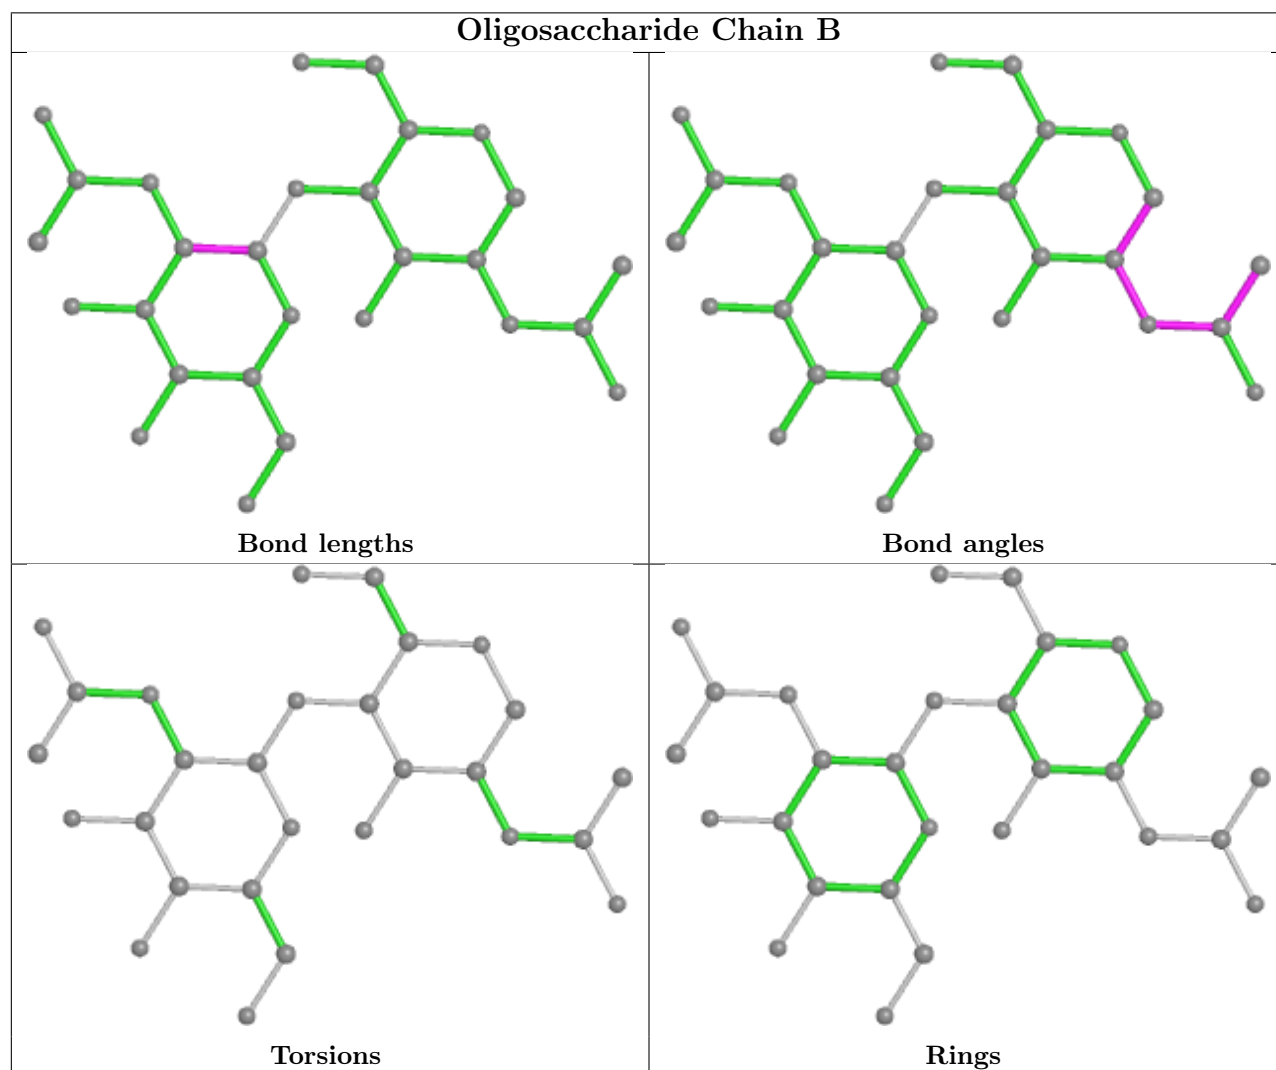 Oligosaccharide Chain B
Bond lengths
Bond angles
Torsions
Rings